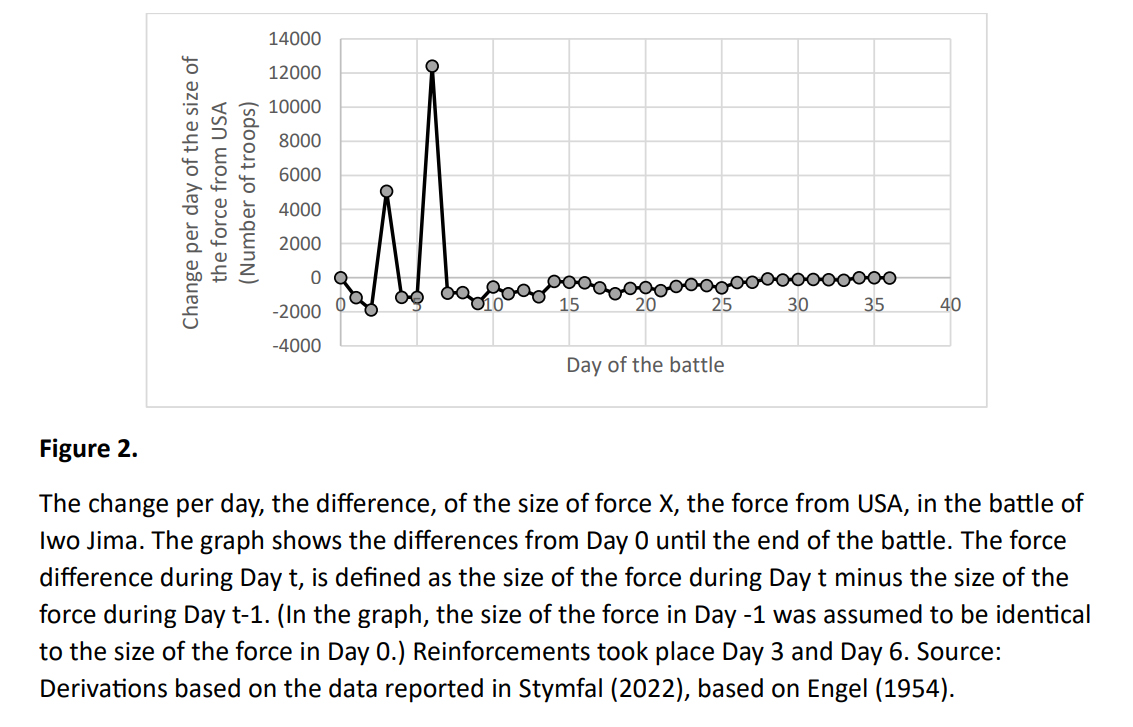 14000
12000
10000
8000
6000
4000
2000
0
-2000
-4000
Change per day of the size of
the force from USA
(Number of troops)
0 5 10 15 20 25 30 35 40
Day of the battle
Figure 2.
The change per day, the difference, of the size of force X, the force from USA, in the battle of
Iwo Jima. The graph shows the differences from Day 0 until the end of the battle. The force
difference during Day t, is defined as the size of the force during Day t minus the size of the
force during Day t-1. (In the graph, the size of the force in Day -1 was assumed to be identical
to the size of the force in Day 0.) Reinforcements took place Day 3 and Day 6. Source:
Derivations based on the data reported in Stymfal (2022), based on Engel (1954).